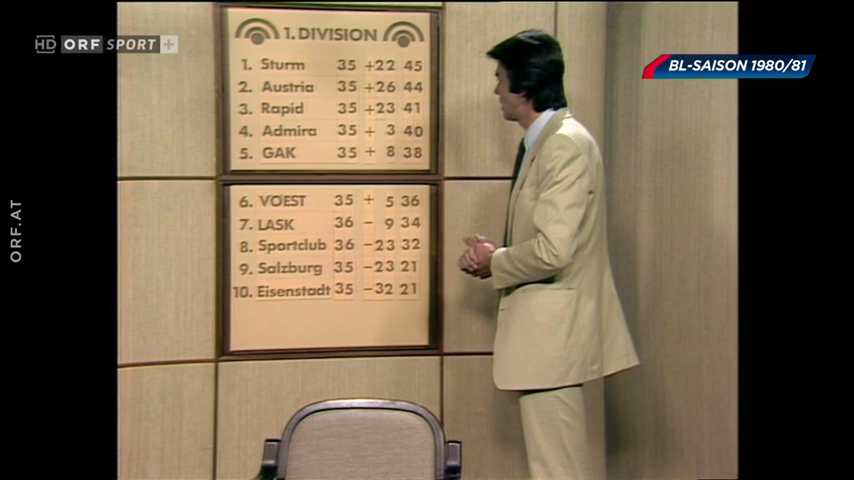 HD ORF SPORT +
BL-SAISON 1980/81
ORF.AT
1. DIVISION
1. Sturm 35 +22 45
2. Austria 35 +26 44
3. Rapid 35 +23 41
4. Admira 35 + 3 40
5. GAK 35 + 8 38
6. VÖEST 35 + 5 36
7. LASK 36 - 9 34
8. Sportclub 36 -23 32
9. Salzburg 35 -23 21
10. Eisenstadt 35 -32 21